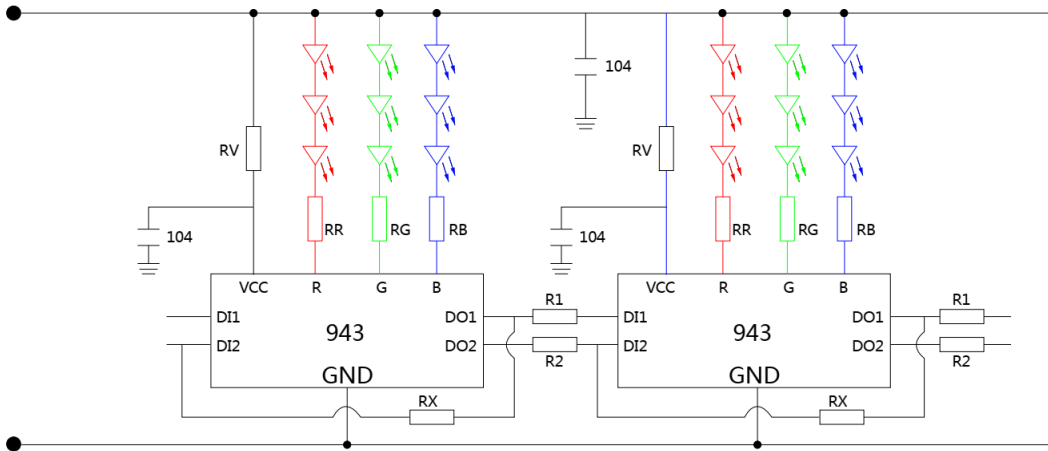 104
RV
RV
104
RR
RG
RB
104
RR
RG
RB
VCC R G B
VCC R G B
DI1 943 DO1
DI2 DO2
GND
R1
R2
DI1 943 DO1
DI2 DO2
GND
R1
R2
RX
RX